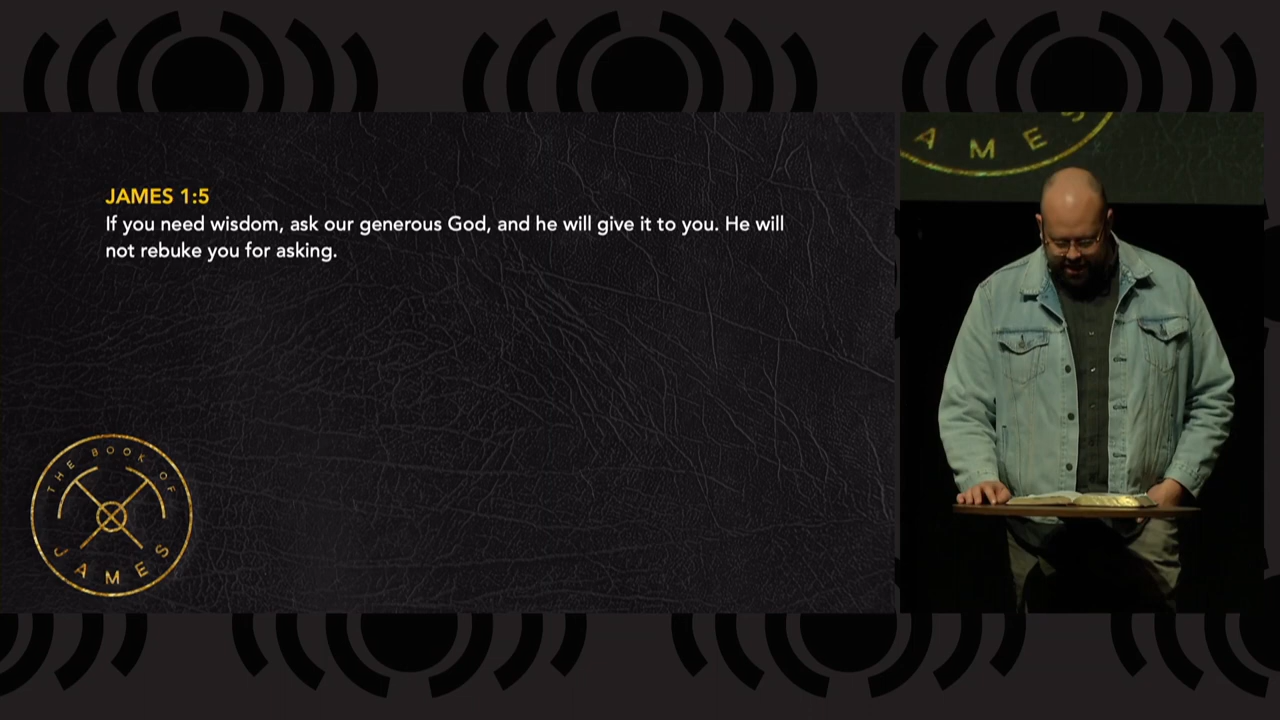 JAMES 1:5
If you need wisdom, ask our generous God, and he will give it to you. He will
not rebuke you for asking.
THE BOOK OF
JAMES
AMES